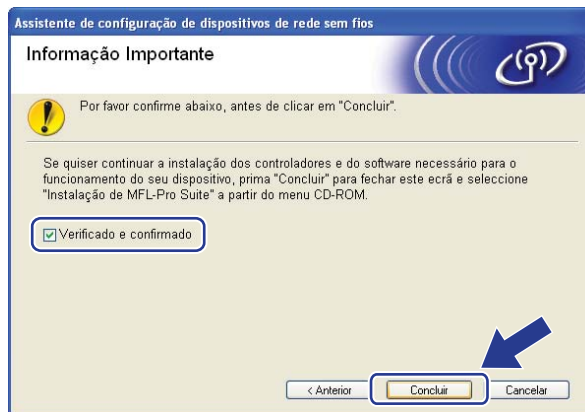 Assistente de configuração de dispositivos de rede sem fios
Informação Importante
Por favor confirme abaixo, antes de clicar em "Concluir".
Se quiser continuar a instalação dos controladores e do software necessário para o
funcionamento do seu dispositivo, prima "Concluir" para fechar este ecrã e seleccione
"Instalação de MFL-Pro Suite" a partir do menu CD-ROM.
Verificado e confirmado
< Anterior Concluir Cancelar